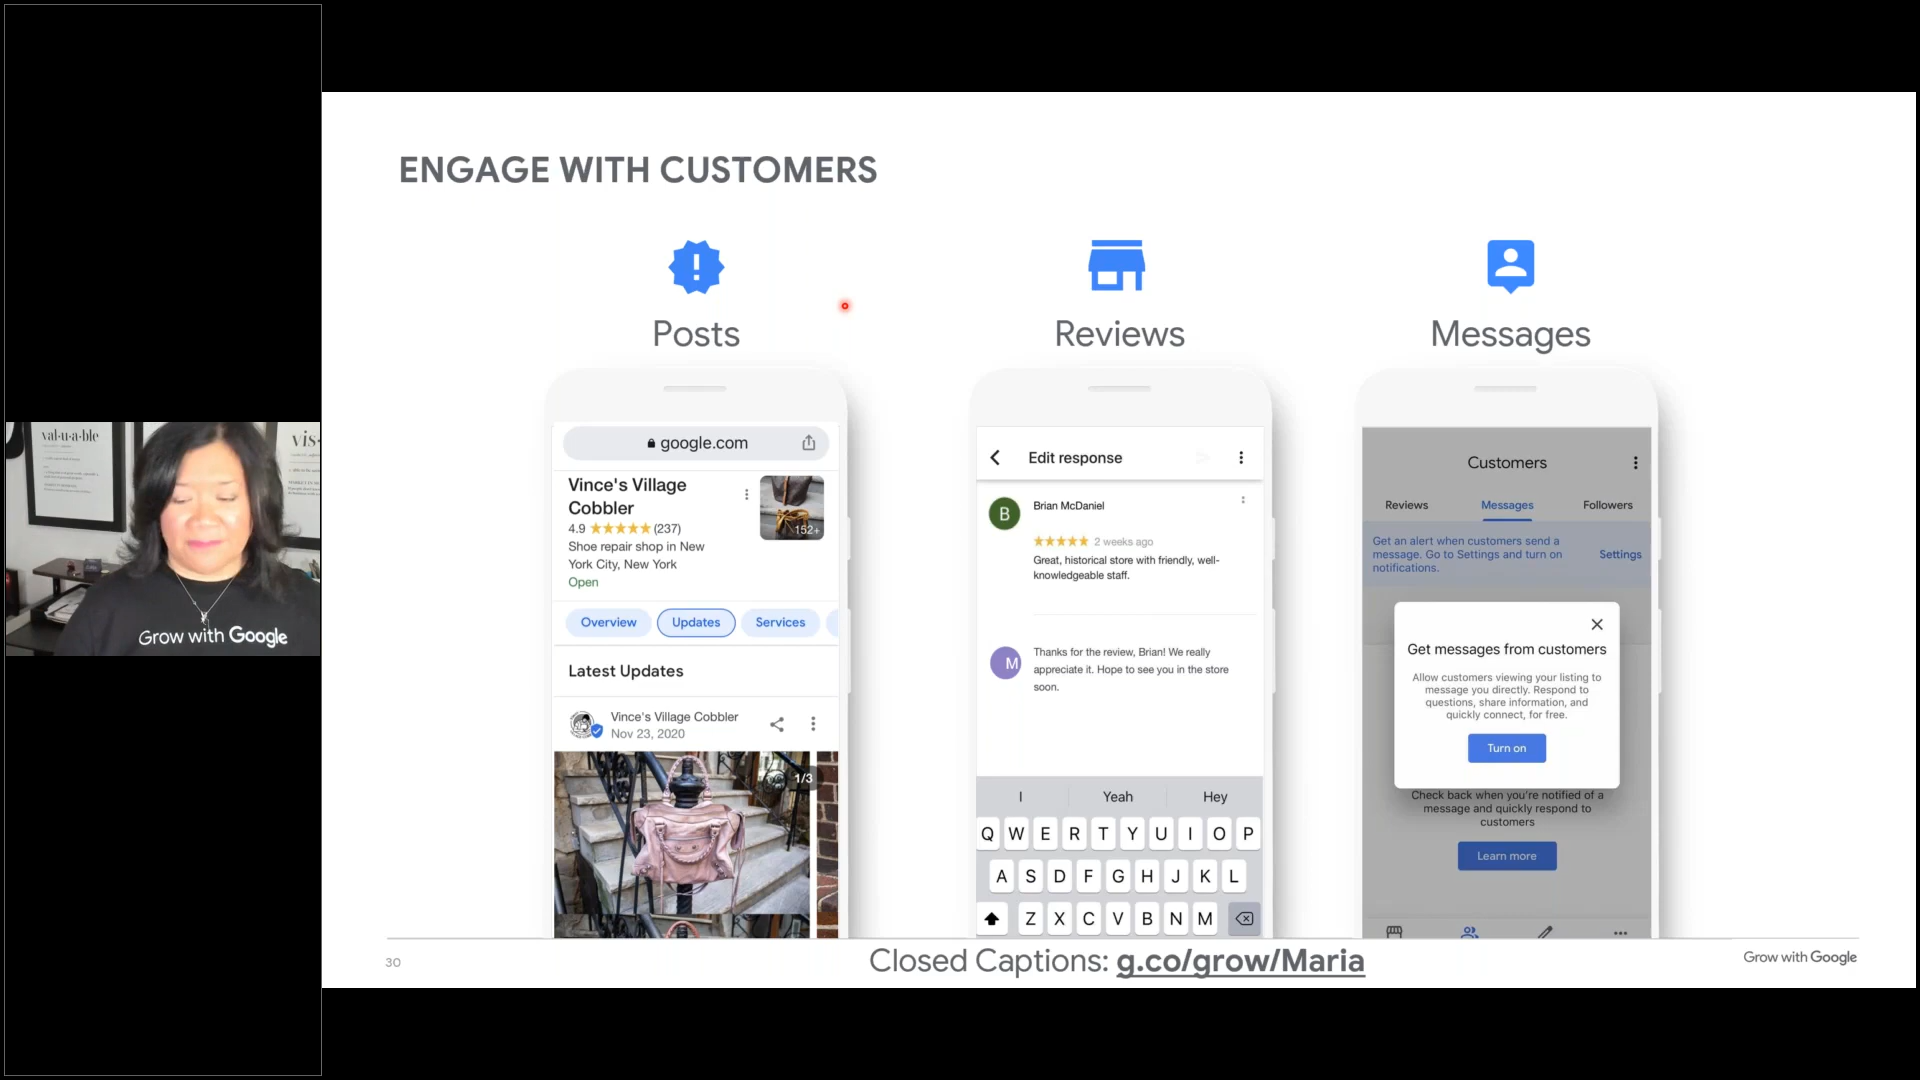 val·u·a·ble
vis-
Grow with Google
ENGAGE WITH CUSTOMERS
Posts
Reviews
Messages
google.com
Vince's Village
Cobbler
4.9 ★★★★★ (237)
152+
Shoe repair shop in New
York City, New York
Open
Overview
Updates
Services
Latest Updates
Vince's Village Cobbler
Nov 23, 2020
1/3
Edit response
B
Brian McDaniel
★★★★★ 2 weeks ago
Great, historical store with friendly, well-
knowledgeable staff.
M
Thanks for the review, Brian! We really
appreciate it. Hope to see you in the store
soon.
I Yeah Hey
Q W E R T Y U I O P
A S D F G H J K L
Z X C V B N M
Customers
Reviews Messages Followers
Get an alert when customers send a
message. Go to Settings and turn on
notifications.
Settings
Get messages from customers
Allow customers viewing your listing to
message you directly. Respond to
questions, share information, and
quickly connect, for free.
Turn on
Check back when you're notified of a
message and quickly respond to
customers
Learn more
30
Closed Captions: g.co/grow/Maria
Grow with Google